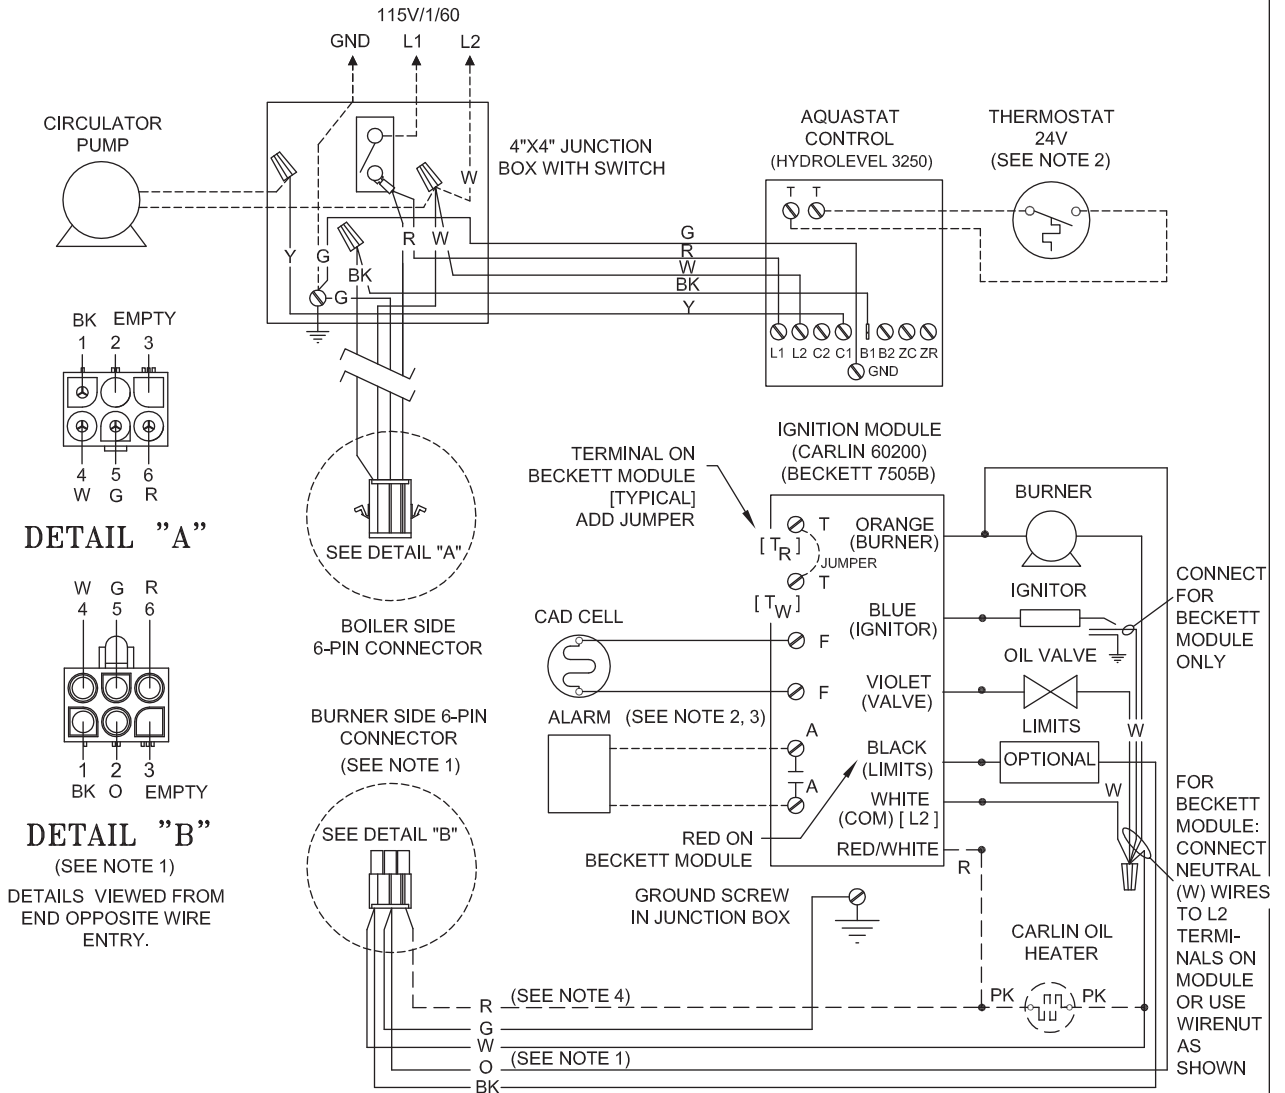 115V/1/60
GND L1 L2
CIRCULATOR
PUMP
4"X4" JUNCTION
BOX WITH SWITCH
W
R W
Y G BK
G
AQUASTAT
CONTROL
(HYDROLEVEL 3250)
THERMOSTAT
24V
(SEE NOTE 2)
T T
G
R
W
BK
Y
L1 L2 C2 C1 B1 B2 ZC ZR
GND
BK EMPTY
1 2 3
4 5 6
W G R
DETAIL "A"
SEE DETAIL "A"
BOILER SIDE
6-PIN CONNECTOR
W G R
4 5 6
1 2 3
BK O EMPTY
DETAIL "B"
(SEE NOTE 1)
DETAILS VIEWED FROM
END OPPOSITE WIRE
ENTRY.
BURNER SIDE 6-PIN
CONNECTOR
(SEE NOTE 1)
SEE DETAIL "B"
TERMINAL ON
BECKETT MODULE
[TYPICAL]
ADD JUMPER
IGNITION MODULE
(CARLIN 60200)
(BECKETT 7505B)
T
[ TR ]
JUMPER
T
[ TW ]
CAD CELL
F
F
ALARM (SEE NOTE 2, 3)
A
A
ORANGE
(BURNER)
BLUE
(IGNITOR)
VIOLET
(VALVE)
BLACK
(LIMITS)
WHITE
(COM) [ L2 ]
RED/WHITE
RED ON
BECKETT MODULE
R
BURNER
IGNITOR
OIL VALVE
LIMITS
OPTIONAL
W
W
CONNECT
FOR
BECKETT
MODULE
ONLY
FOR
BECKETT
MODULE:
CONNECT
NEUTRAL
(W) WIRES
TO L2
TERMI-
NALS ON
MODULE
OR USE
WIRENUT
AS
SHOWN
GROUND SCREW
IN JUNCTION BOX
CARLIN OIL
HEATER
PK PK
R (SEE NOTE 4)
G
W
O (SEE NOTE 1)
BK